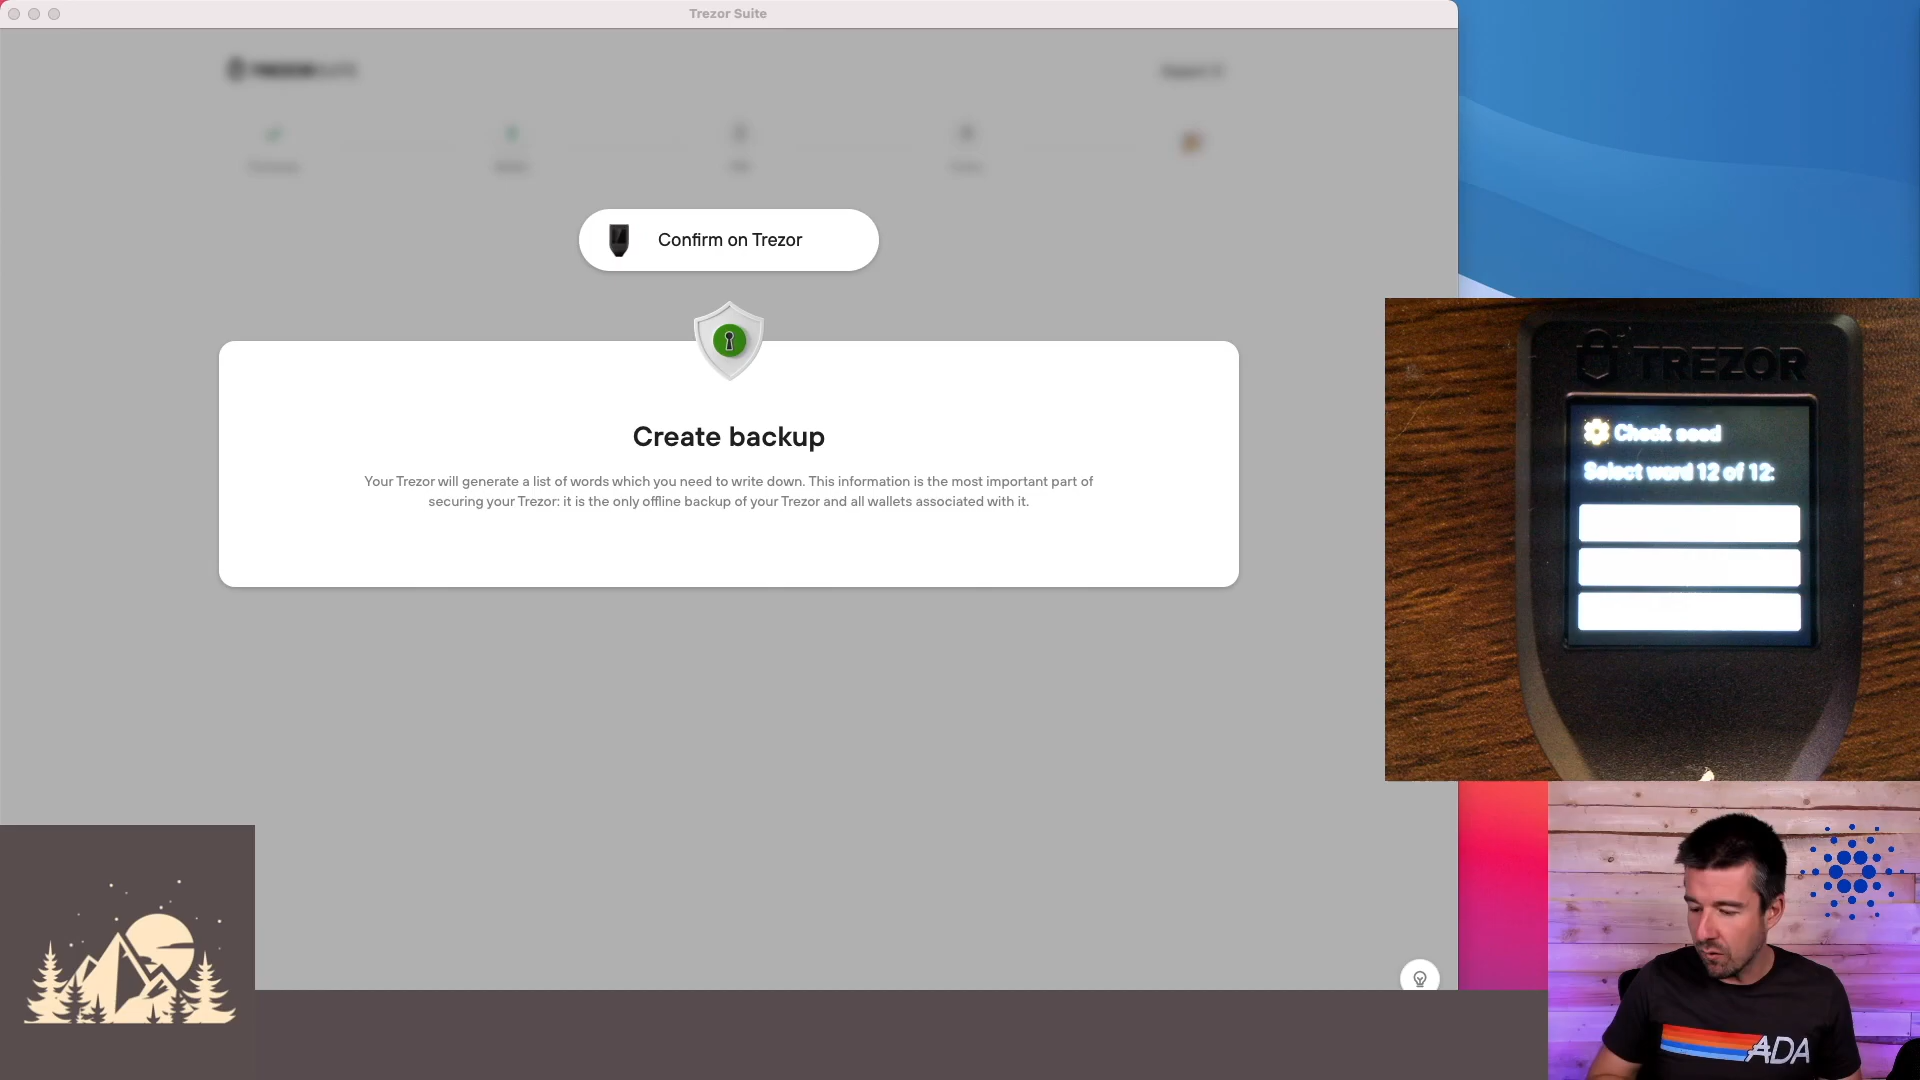 Trezor Suite
Confirm on Trezor
Create backup
Your Trezor will generate a list of words which you need to write down. This information is the most important part of
securing your Trezor: it is the only offline backup of your Trezor and all wallets associated with it.
TREZOR
Check seed
Select word 12 of 12:
ADA